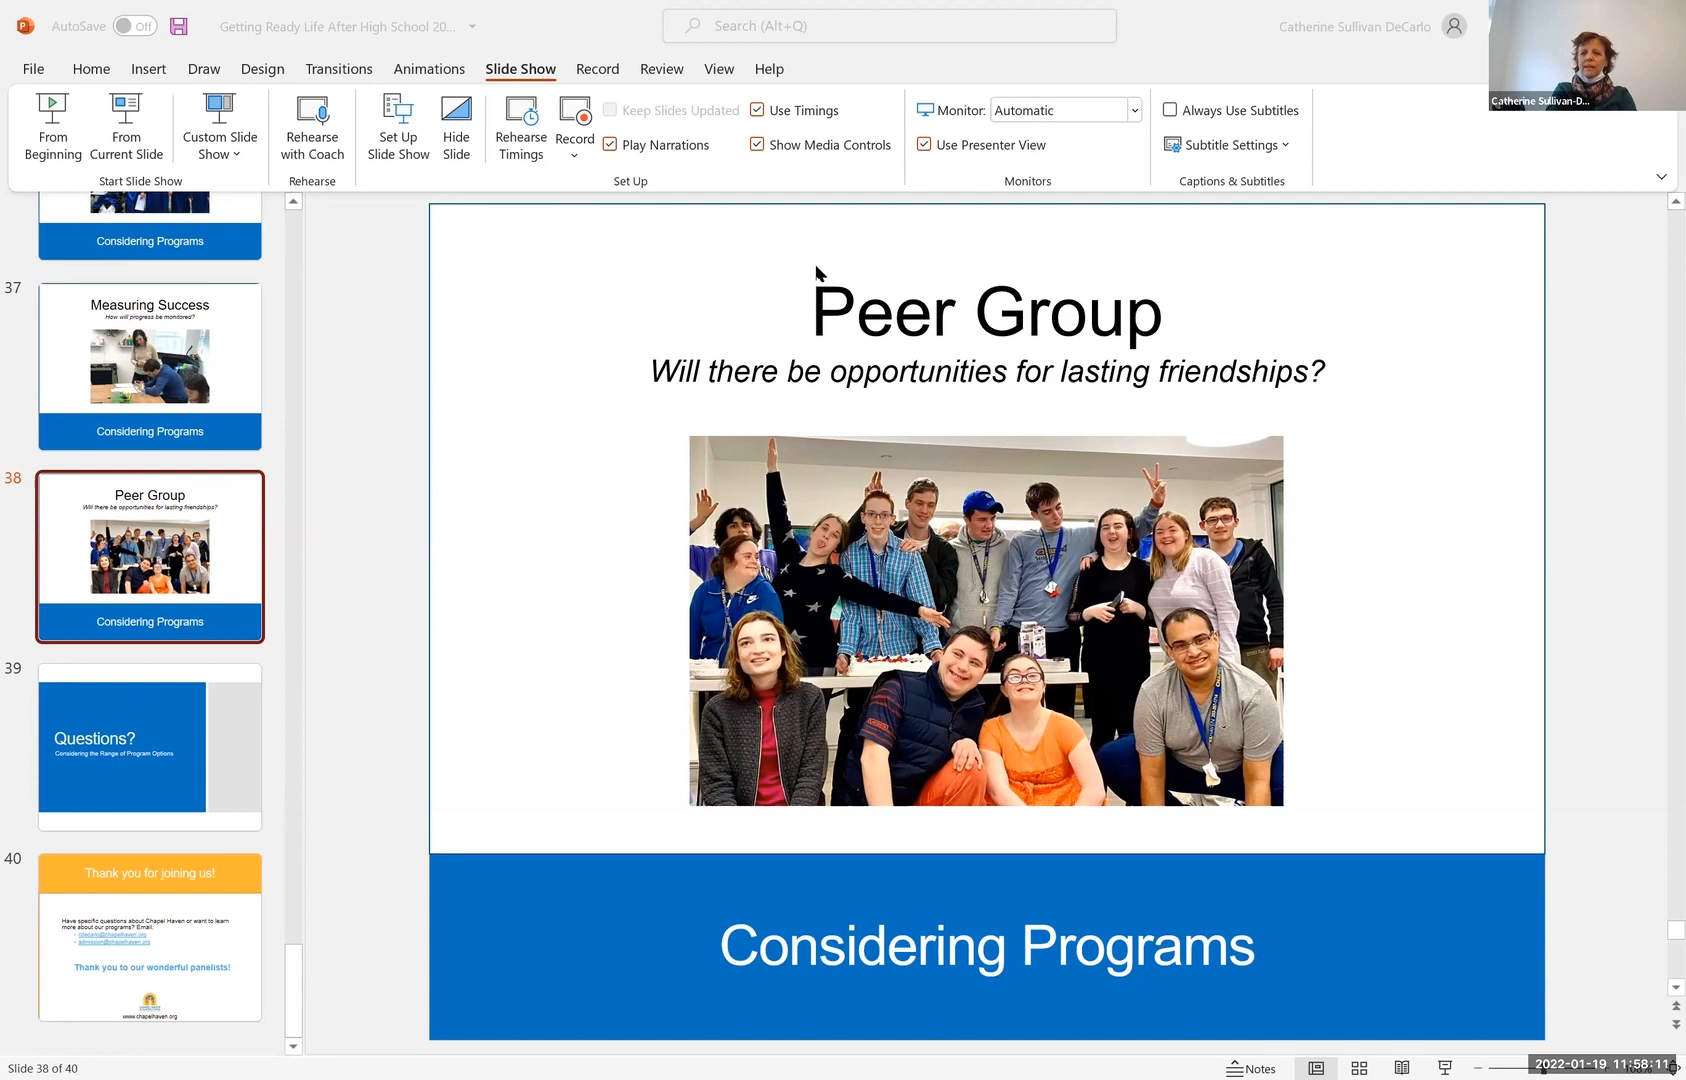 AutoSave
Off
Getting Ready Life After High School 20...
Search (Alt+Q)
Catherine Sullivan DeCarlo
File
Home
Insert
Draw
Design
Transitions
Animations
Slide Show
Record
Review
View
Help
Catherine Sullivan-D...
From
Beginning
From
Current Slide
Custom Slide
Show
Start Slide Show
Rehearse
with Coach
Rehearse
Set Up
Slide Show
Hide
Slide
Rehearse
Timings
Record
Keep Slides Updated
Play Narrations
Use Timings
Show Media Controls
Set Up
Monitor:
Automatic
Use Presenter View
Monitors
Always Use Subtitles
Subtitle Settings
Captions & Subtitles
Considering Programs
37
Measuring Success
How will progress be monitored?
Considering Programs
38
Peer Group
Will there be opportunities for lasting friendships?
Considering Programs
39
Questions?
Considering the Range of Program Options
40
Thank you for joining us!
Have specific questions about Chapel Haven or want to learn
more about our programs? Email:
cdecarlo@chapelhaven.org
admission@chapelhaven.org
Thank you to our wonderful panelists!
www.chapelhaven.org
Peer Group
Will there be opportunities for lasting friendships?
Considering Programs
Slide 38 of 40
Notes
2022-01-19 11:58:11